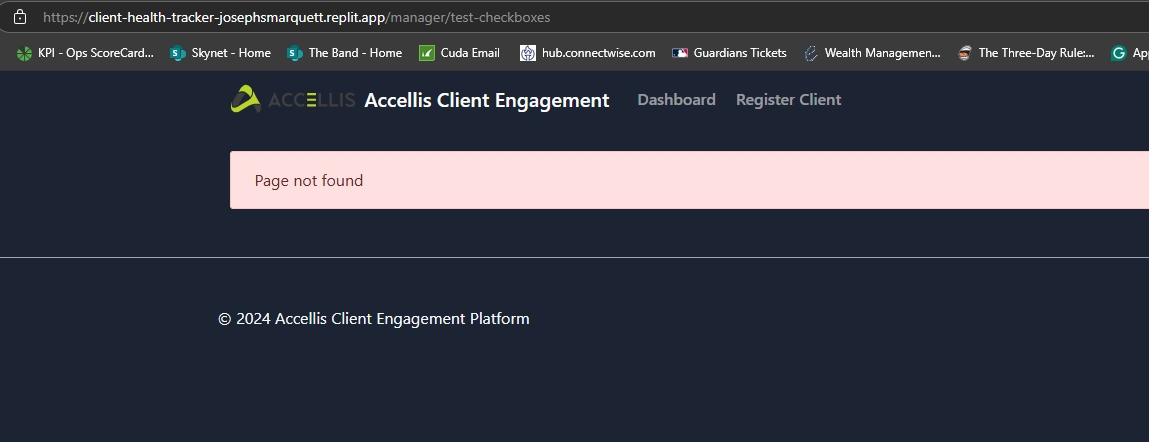 https://client-health-tracker-josephsmarquett.replit.app/manager/test-checkboxes
KPI - Ops ScoreCard... Skynet - Home The Band - Home Cuda Email hub.connectwise.com Guardians Tickets Wealth Managemen... The Three-Day Rule:... Ap
ACCELLIS Accellis Client Engagement Dashboard Register Client
Page not found
© 2024 Accellis Client Engagement Platform